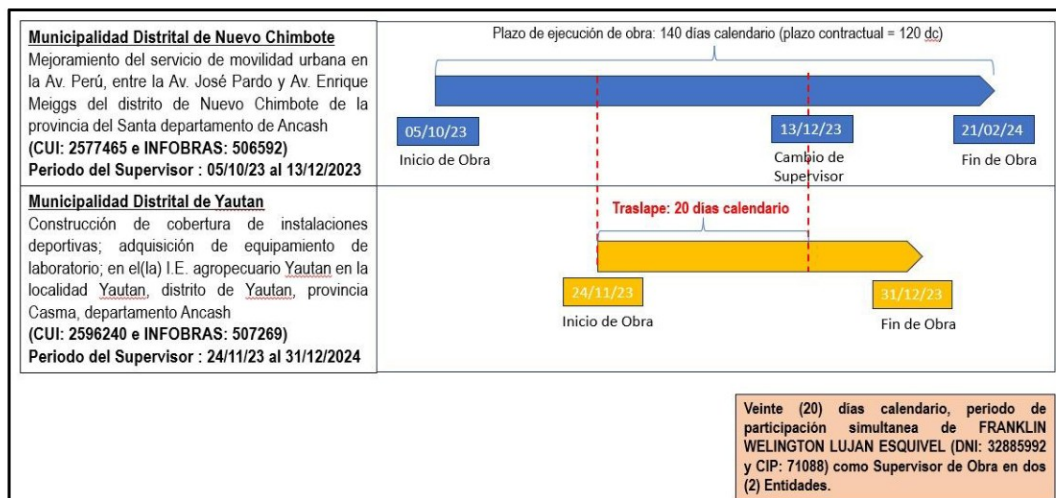 Municipalidad Distrital de Nuevo Chimbote
Mejoramiento del servicio de movilidad urbana en
la Av. Perú, entre la Av. José Pardo y Av. Enrique
Meiggs del distrito de Nuevo Chimbote de la
provincia del Santa departamento de Ancash
(CUI: 2577465 e INFOBRAS: 506592)
Periodo del Supervisor : 05/10/23 al 13/12/2023
Plazo de ejecución de obra: 140 días calendario (plazo contractual = 120 dc)
05/10/23
Inicio de Obra
13/12/23
Cambio de
Supervisor
21/02/24
Fin de Obra
Municipalidad Distrital de Yautan
Construcción de cobertura de instalaciones
deportivas; adquisición de equipamiento de
laboratorio; en el(la) I.E. agropecuario Yautan en la
localidad Yautan, distrito de Yautan, provincia
Casma, departamento Ancash
(CUI: 2596240 e INFOBRAS: 507269)
Periodo del Supervisor : 24/11/23 al 31/12/2024
Traslape: 20 días calendario
24/11/23
Inicio de Obra
31/12/23
Fin de Obra
Veinte (20) días calendario, periodo de
participación simultanea de FRANKLIN
WELINGTON LUJAN ESQUIVEL (DNI: 32885992
y CIP: 71088) como Supervisor de Obra en dos
(2) Entidades.